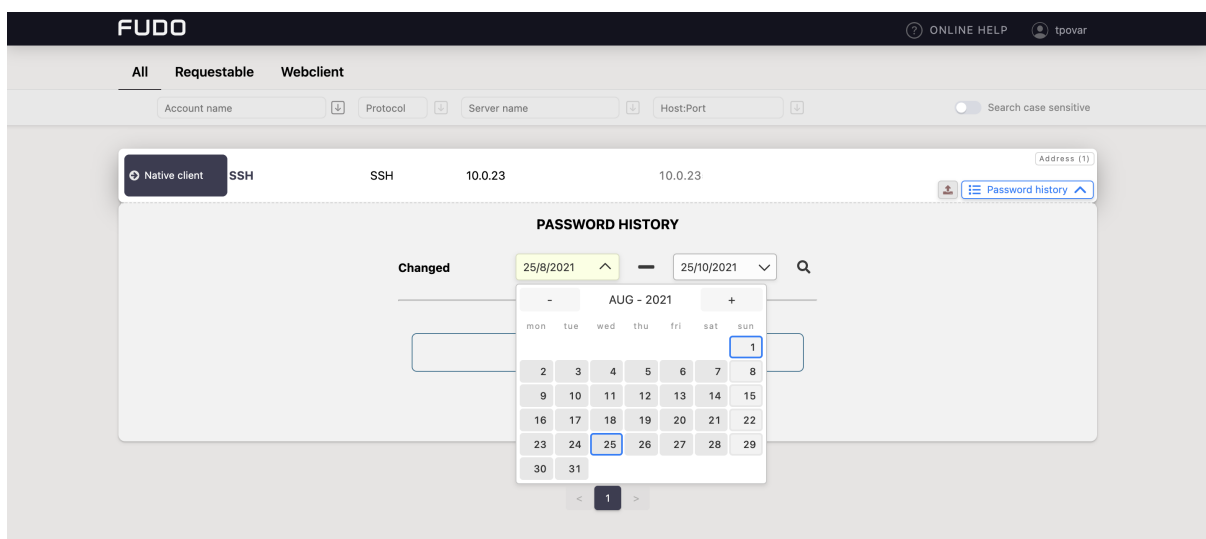 FUDO
? ONLINE HELP tpovar
All Requestable Webclient
Account name Protocol Server name Host:Port Search case sensitive
Address (1)
Native client SSH SSH 10.0.23 10.0.23
Password history
PASSWORD HISTORY
Changed 25/8/2021 25/10/2021
- AUG - 2021 +
mon tue wed thu fri sat sun
1
2 3 4 5 6 7 8
9 10 11 12 13 14 15
16 17 18 19 20 21 22
23 24 25 26 27 28 29
30 31
< 1 >